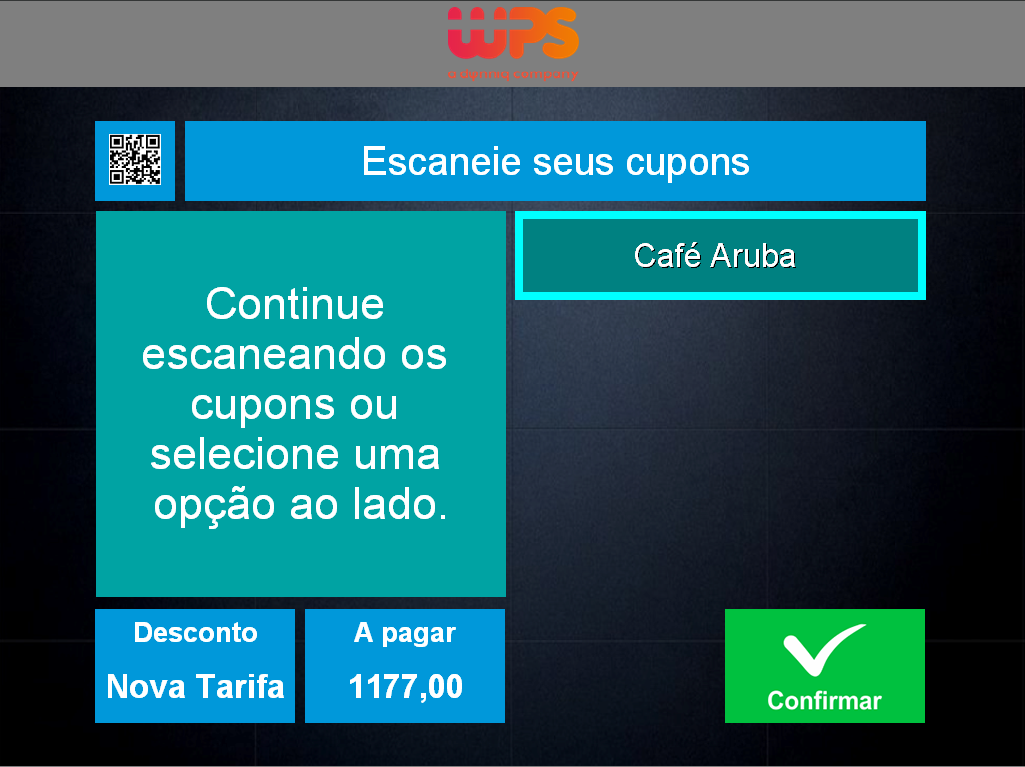 WPS
a digning company
Escaneie seus cupons
Continue
escaneando os
cupons ou
selecione uma
opção ao lado.
Café Aruba
Desconto
Nova Tarifa
A pagar
1177,00
Confirmar